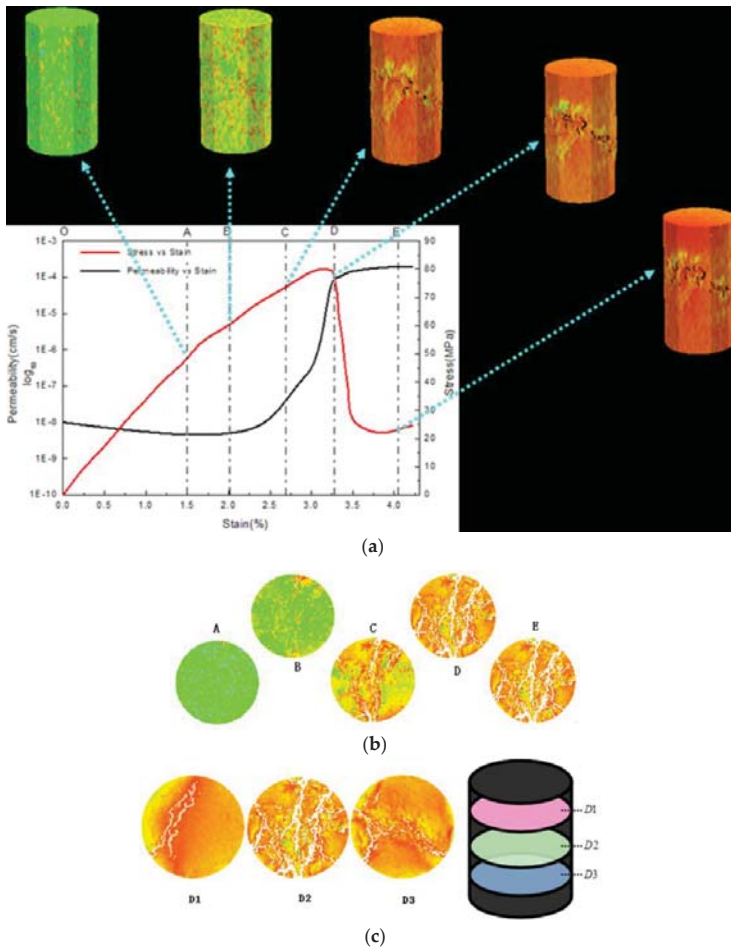 O A B C D E
1E-3
1E-4
1E-5
1E-6
1E-7
1E-8
1E-9
1E-10
Permeability(cm/s)
log₁₀
Stress vs Stain
Permeability vs Stain
90
80
70
60
50
40
30
20
10
0
Stress(MPa)
0.0 0.5 1.0 1.5 2.0 2.5 3.0 3.5 4.0
Stain(%)
(a)
A
B
C
D
E
(b)
D1
D2
D3
D1 D2 D3
(c)